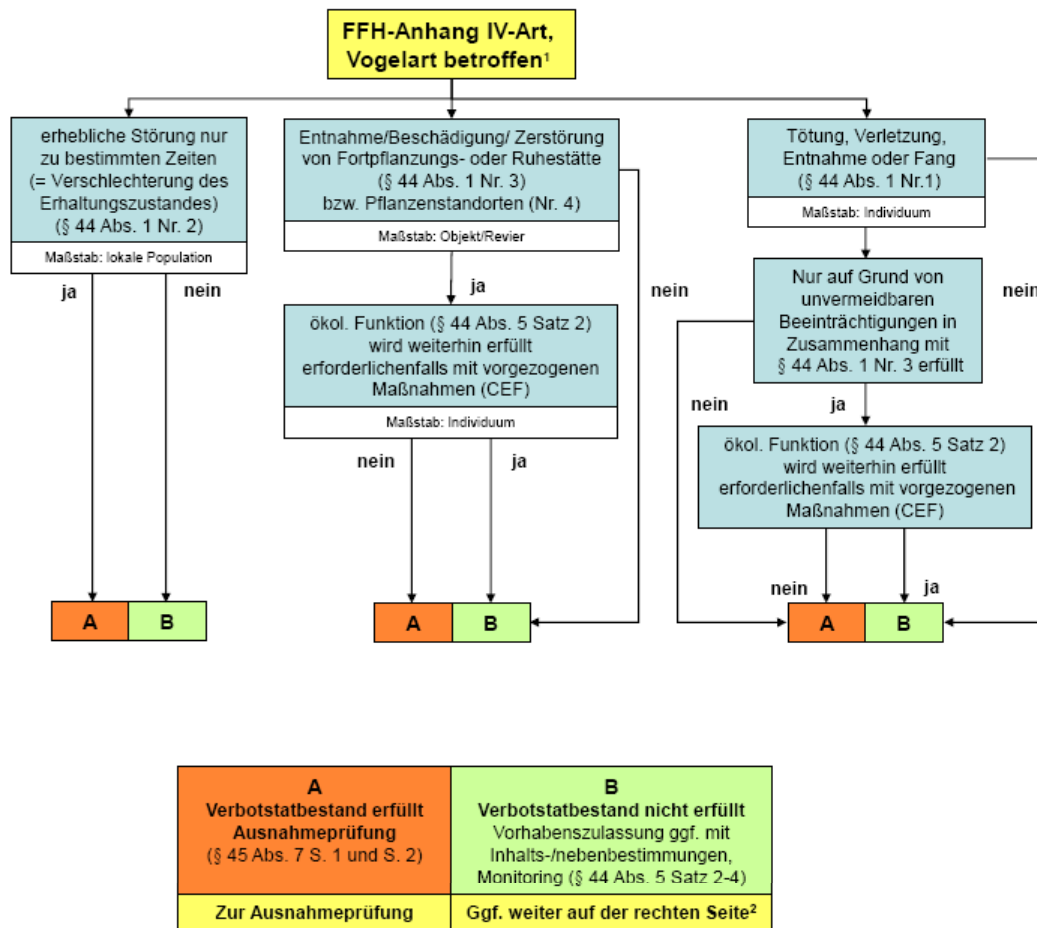 FFH-Anhang IV-Art,
Vogelart betroffen¹
erhebliche Störung nur
zu bestimmten Zeiten
(= Verschlechterung des
Erhaltungszustandes)
(§ 44 Abs. 1 Nr. 2)
Maßstab: lokale Population
ja
nein
A
B
Entnahme/Beschädigung/ Zerstörung
von Fortpflanzungs- oder Ruhestätte
(§ 44 Abs. 1 Nr. 3)
bzw. Pflanzenstandorten (Nr. 4)
Maßstab: Objekt/Revier
ja
nein
ökol. Funktion (§ 44 Abs. 5 Satz 2)
wird weiterhin erfüllt
erforderlichenfalls mit vorgezogenen
Maßnahmen (CEF)
Maßstab: Individuum
nein
ja
A
B
Tötung, Verletzung,
Entnahme oder Fang
(§ 44 Abs. 1 Nr.1)
Maßstab: Individuum
nein
Nur auf Grund von
unvermeidbaren
Beeinträchtigungen in
Zusammenhang mit
§ 44 Abs. 1 Nr. 3 erfüllt
nein
ja
ökol. Funktion (§ 44 Abs. 5 Satz 2)
wird weiterhin erfüllt
erforderlichenfalls mit vorgezogenen
Maßnahmen (CEF)
nein
ja
A
B
A
Verbotstatbestand erfüllt
Ausnahmeprüfung
(§ 45 Abs. 7 S. 1 und S. 2)
Zur Ausnahmeprüfung
B
Verbotstatbestand nicht erfüllt
Vorhabenszulassung ggf. mit
Inhalts-/nebenbestimmungen,
Monitoring (§ 44 Abs. 5 Satz 2-4)
Ggf. weiter auf der rechten Seite²